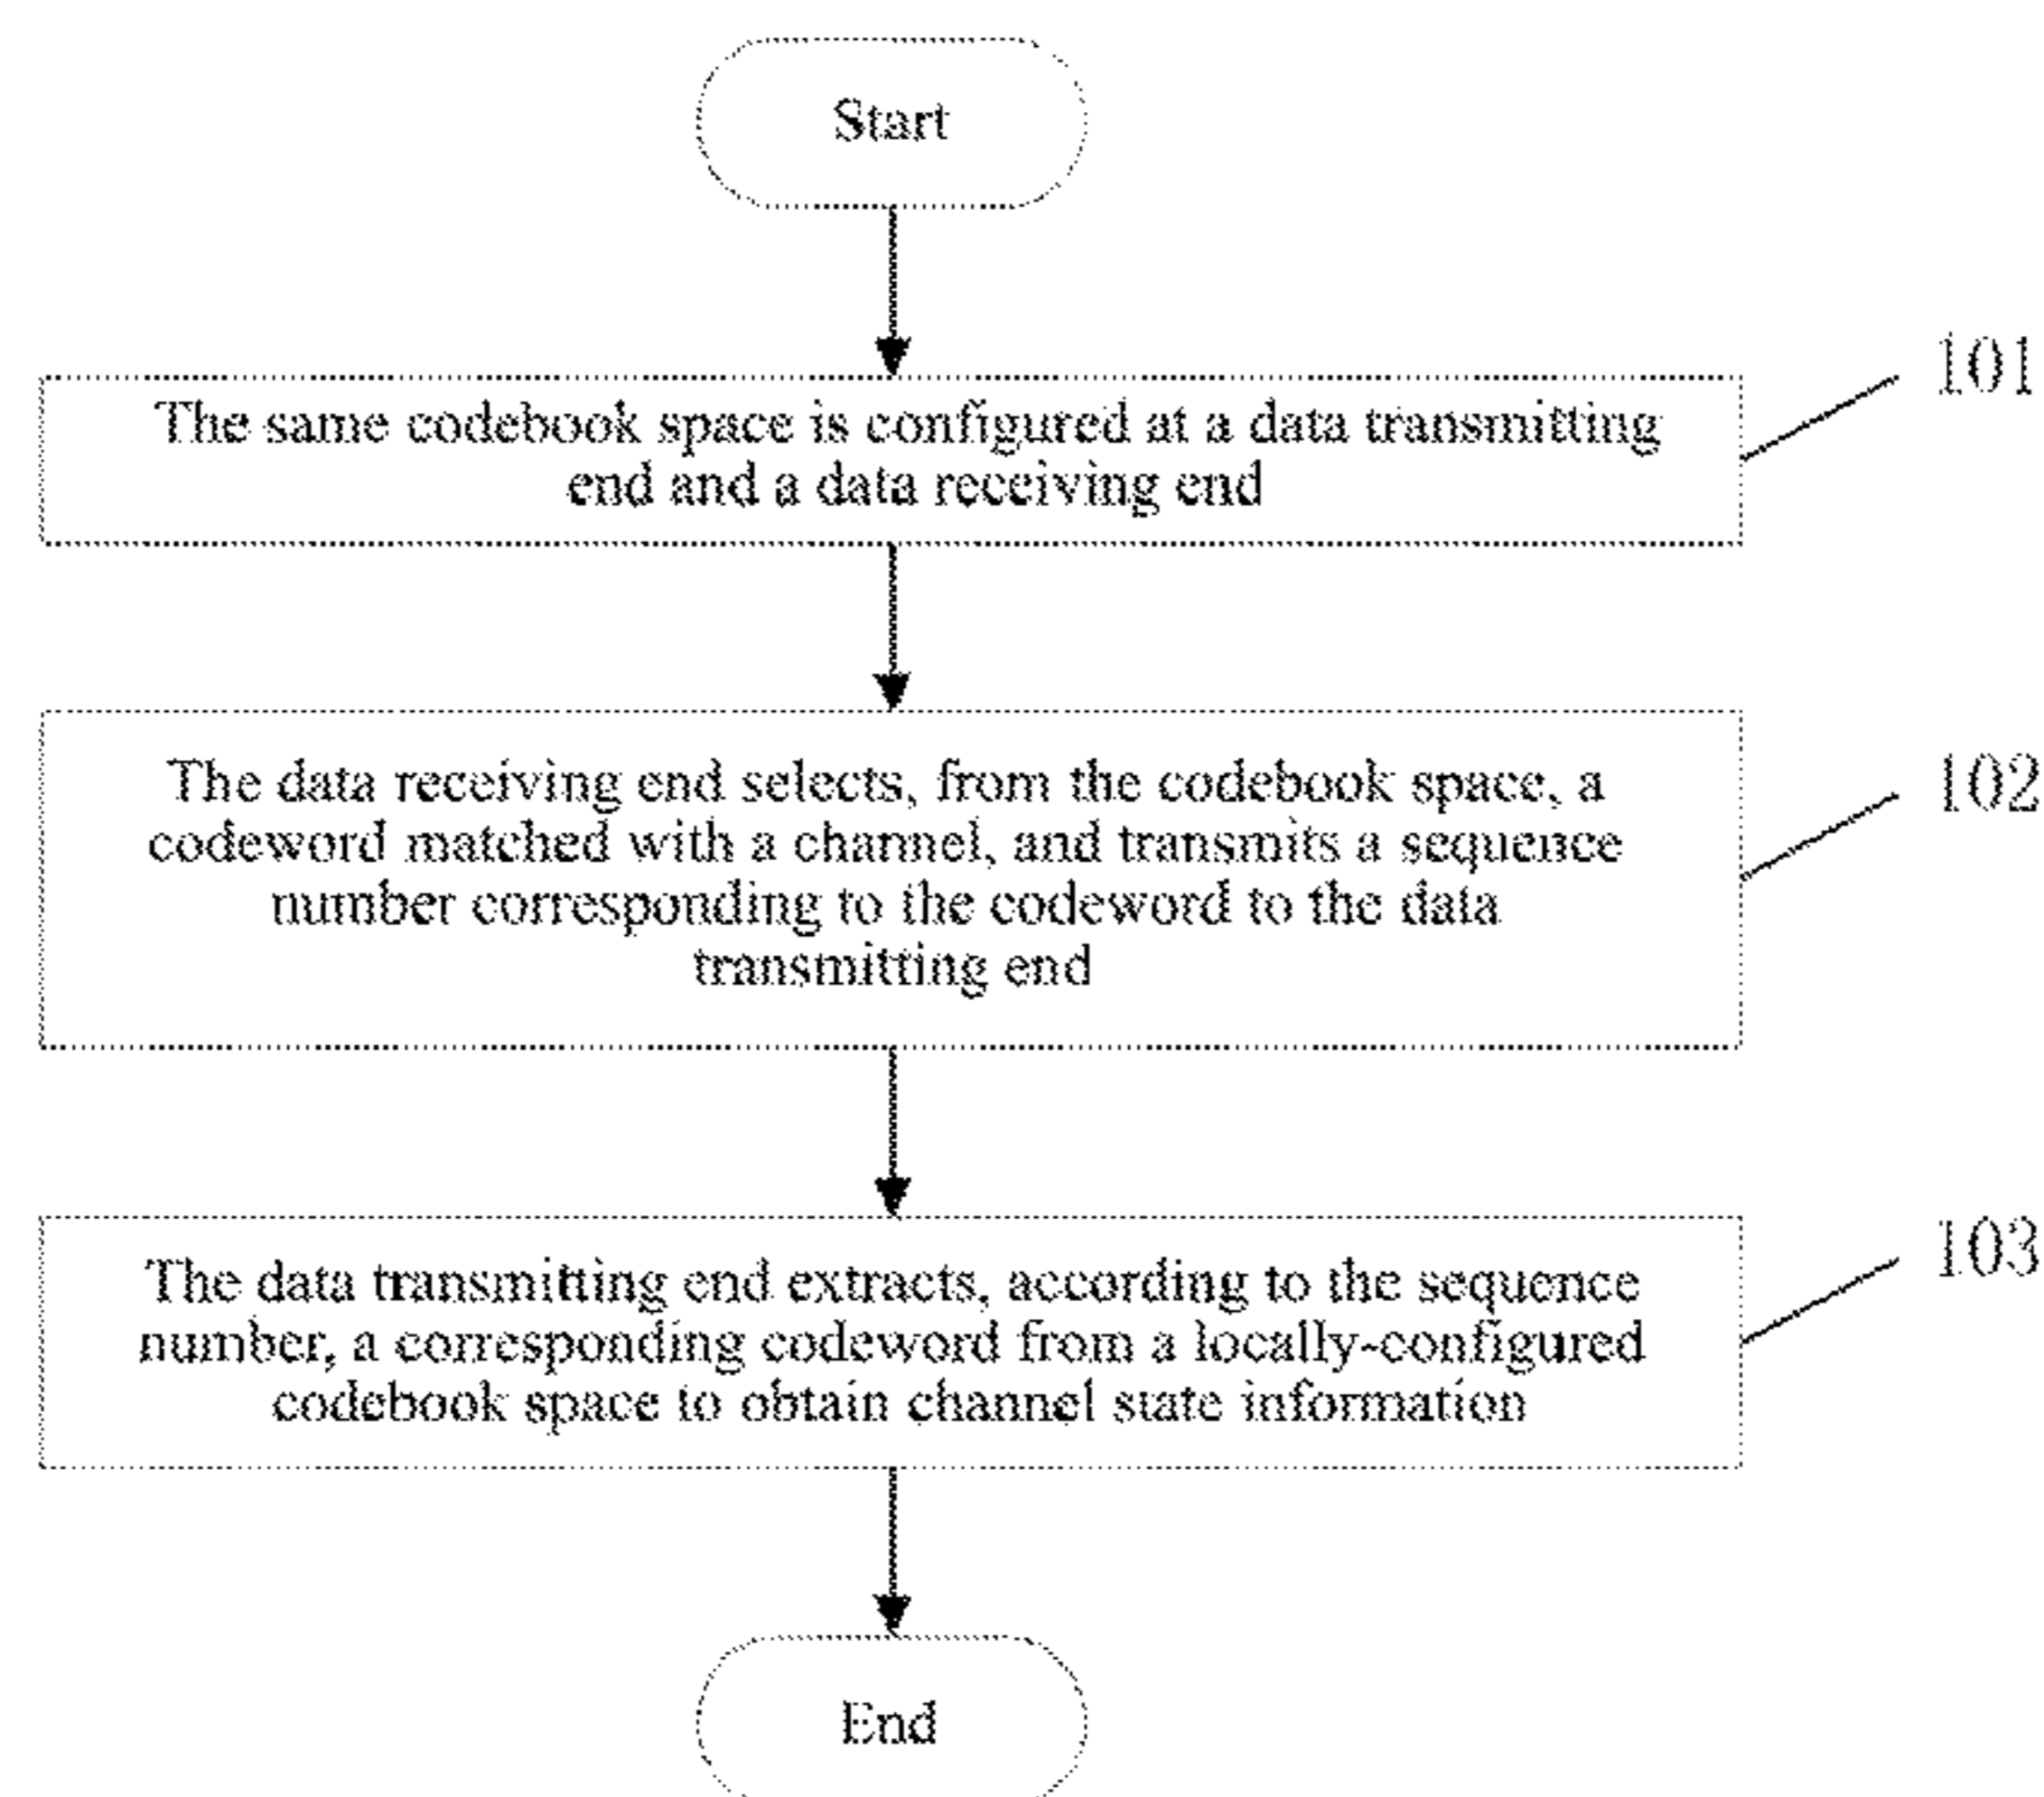 Start
101
The same codebook space is configured at a data transmitting
end and a data receiving end
102
The data receiving end selects, from the codebook space, a
codeword matched with a channel, and transmits a sequence
number corresponding to the codeword to the data
transmitting end
103
The data transmitting end extracts, according to the sequence
number, a corresponding codeword from a locally-configured
codebook space to obtain channel state information
End